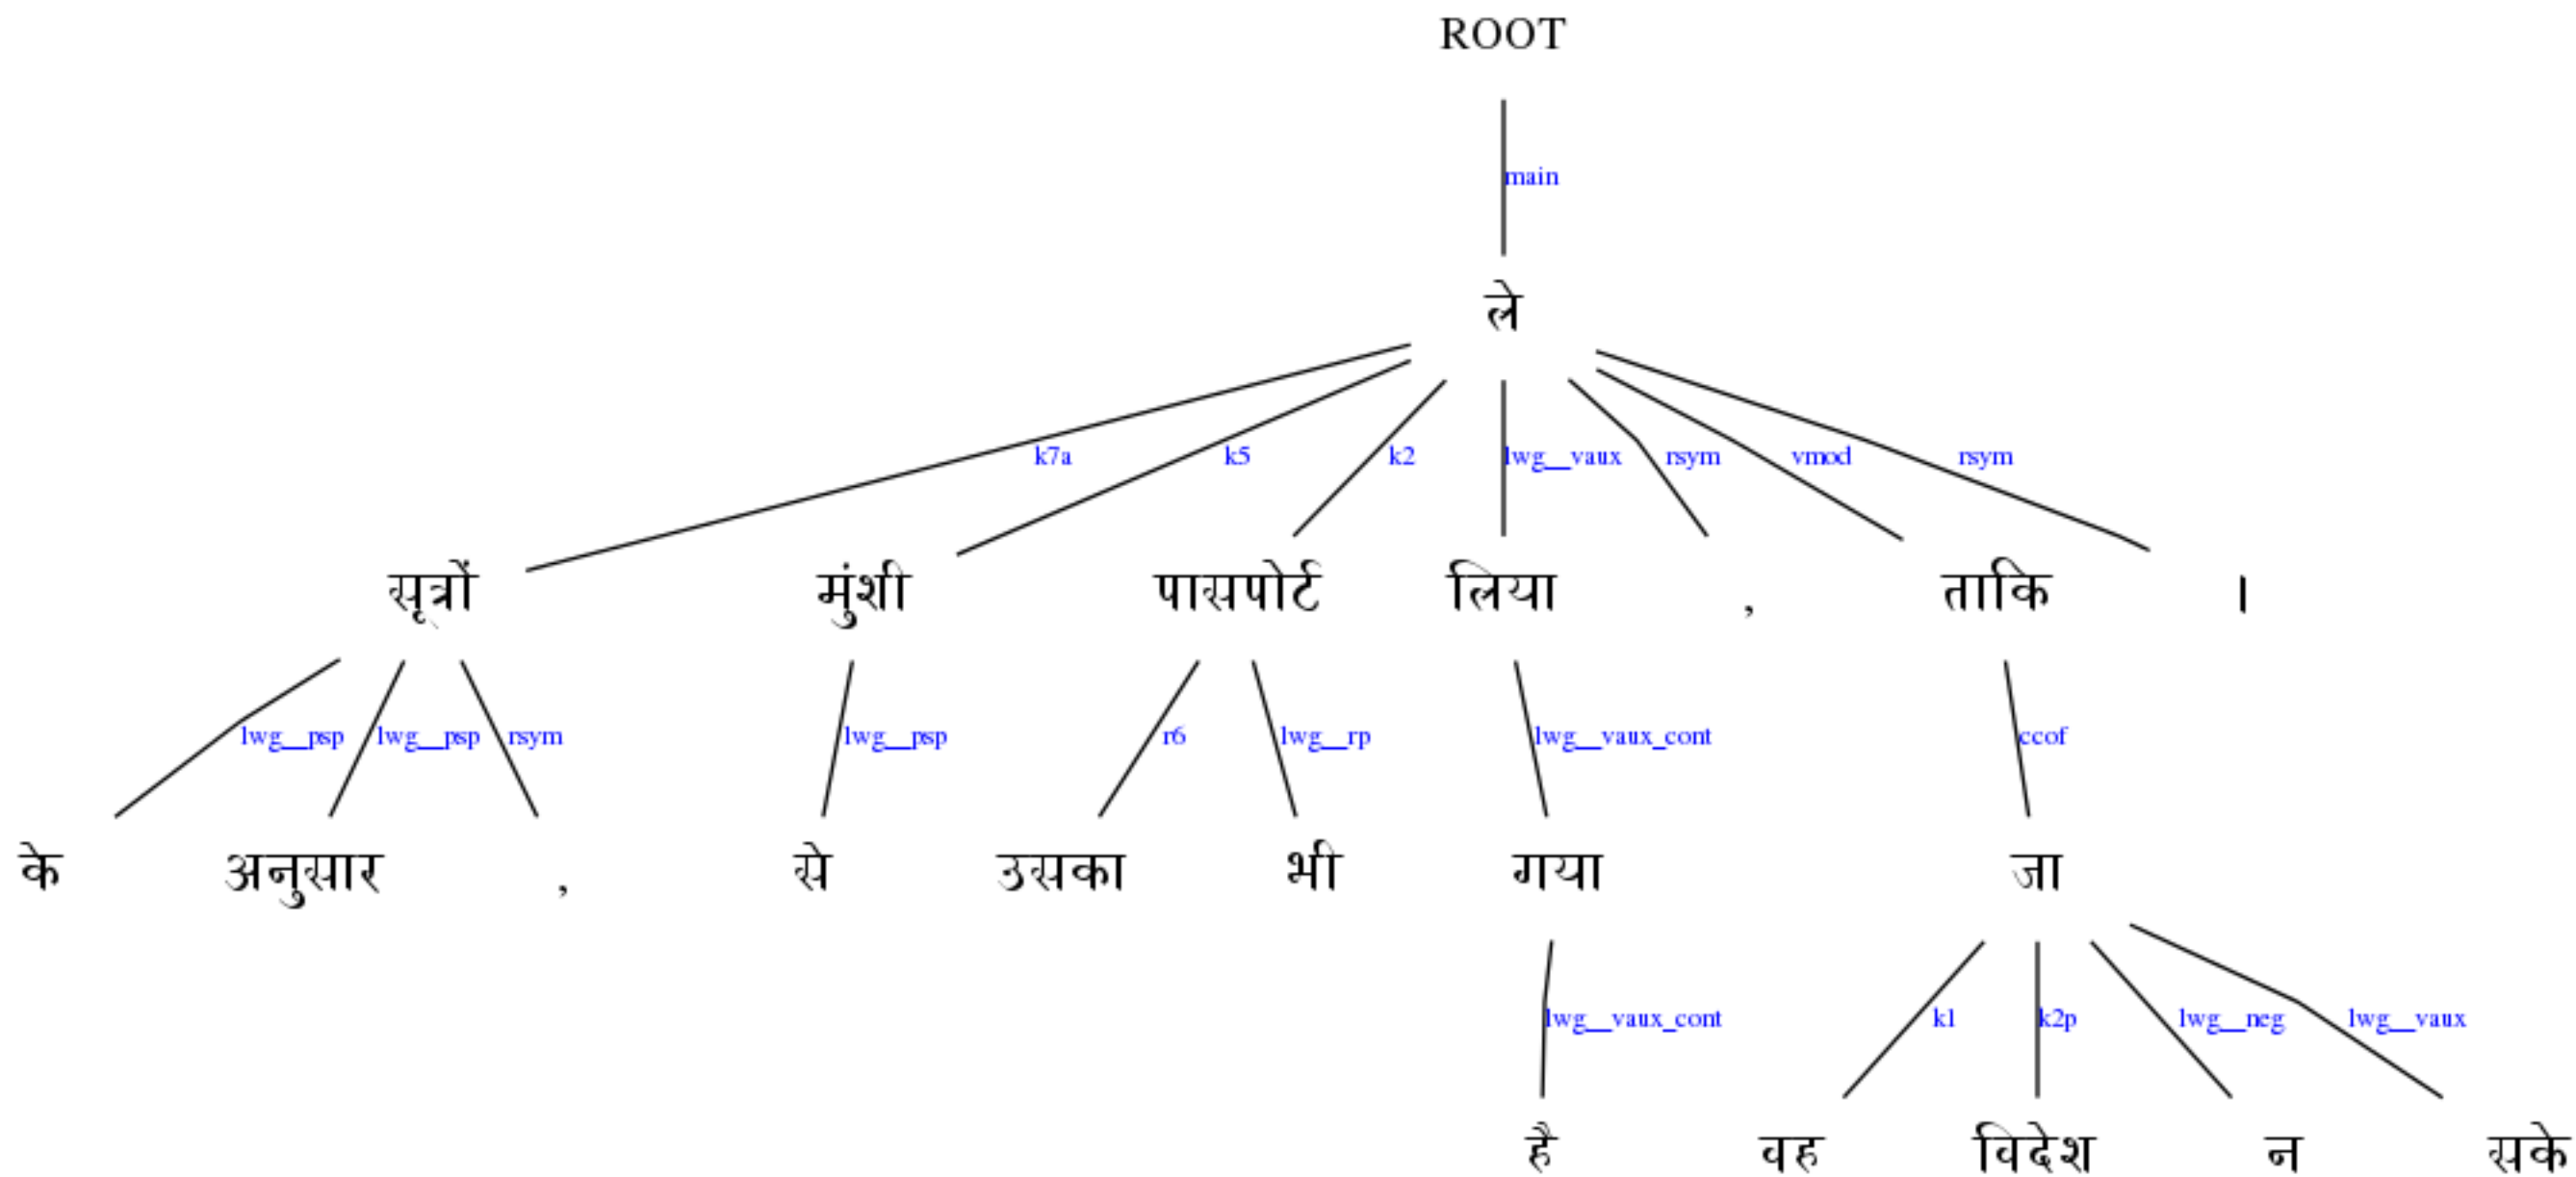 ROOT
main
ले
k7a k5 k2 lwg__vaux rsym vmod rsym
सूत्रों मुंशी पासपोर्ट लिया , ताकि ।
lwg__psp lwg__psp rsym lwg__psp r6 lwg__rp lwg__vaux_cont ccof
के अनुसार , से उसका भी गया जा
lwg__vaux_cont k1 k2p lwg__neg lwg__vaux
है वह विदेश न सके